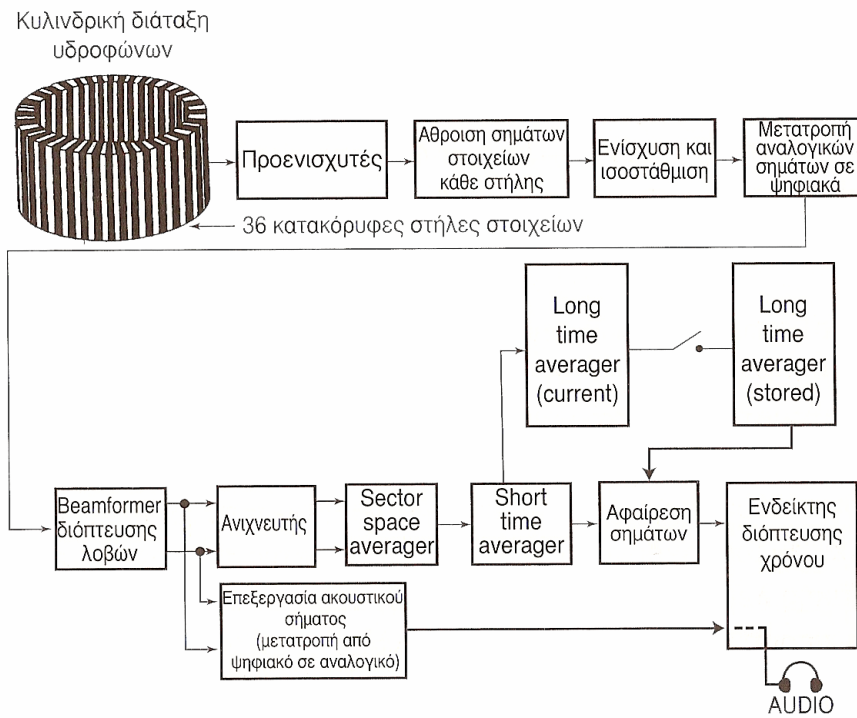 Κυλινδρική διάταξη
υδροφώνων
Προενισχυτές
Αθροιση σημάτων
στοιχείων
κάθε στήλης
Ενίσχυση και
ισοστάθμιση
Μετατροπή
αναλογικών
σημάτων σε
ψηφιακά
36 κατακόρυφες στήλες στοιχείων
Long
time
averager
(current)
Long
time
averager
(stored)
Beamformer
διόπτευσης
λοβών
Ανιχνευτής
Sector
space
averager
Short
time
averager
Αφαίρεση
σημάτων
Ενδείκτης
διόπτευσης
χρόνου
Επεξεργασία ακουστικού
σήματος
(μετατροπή από
ψηφιακό σε αναλογικό)
AUDIO